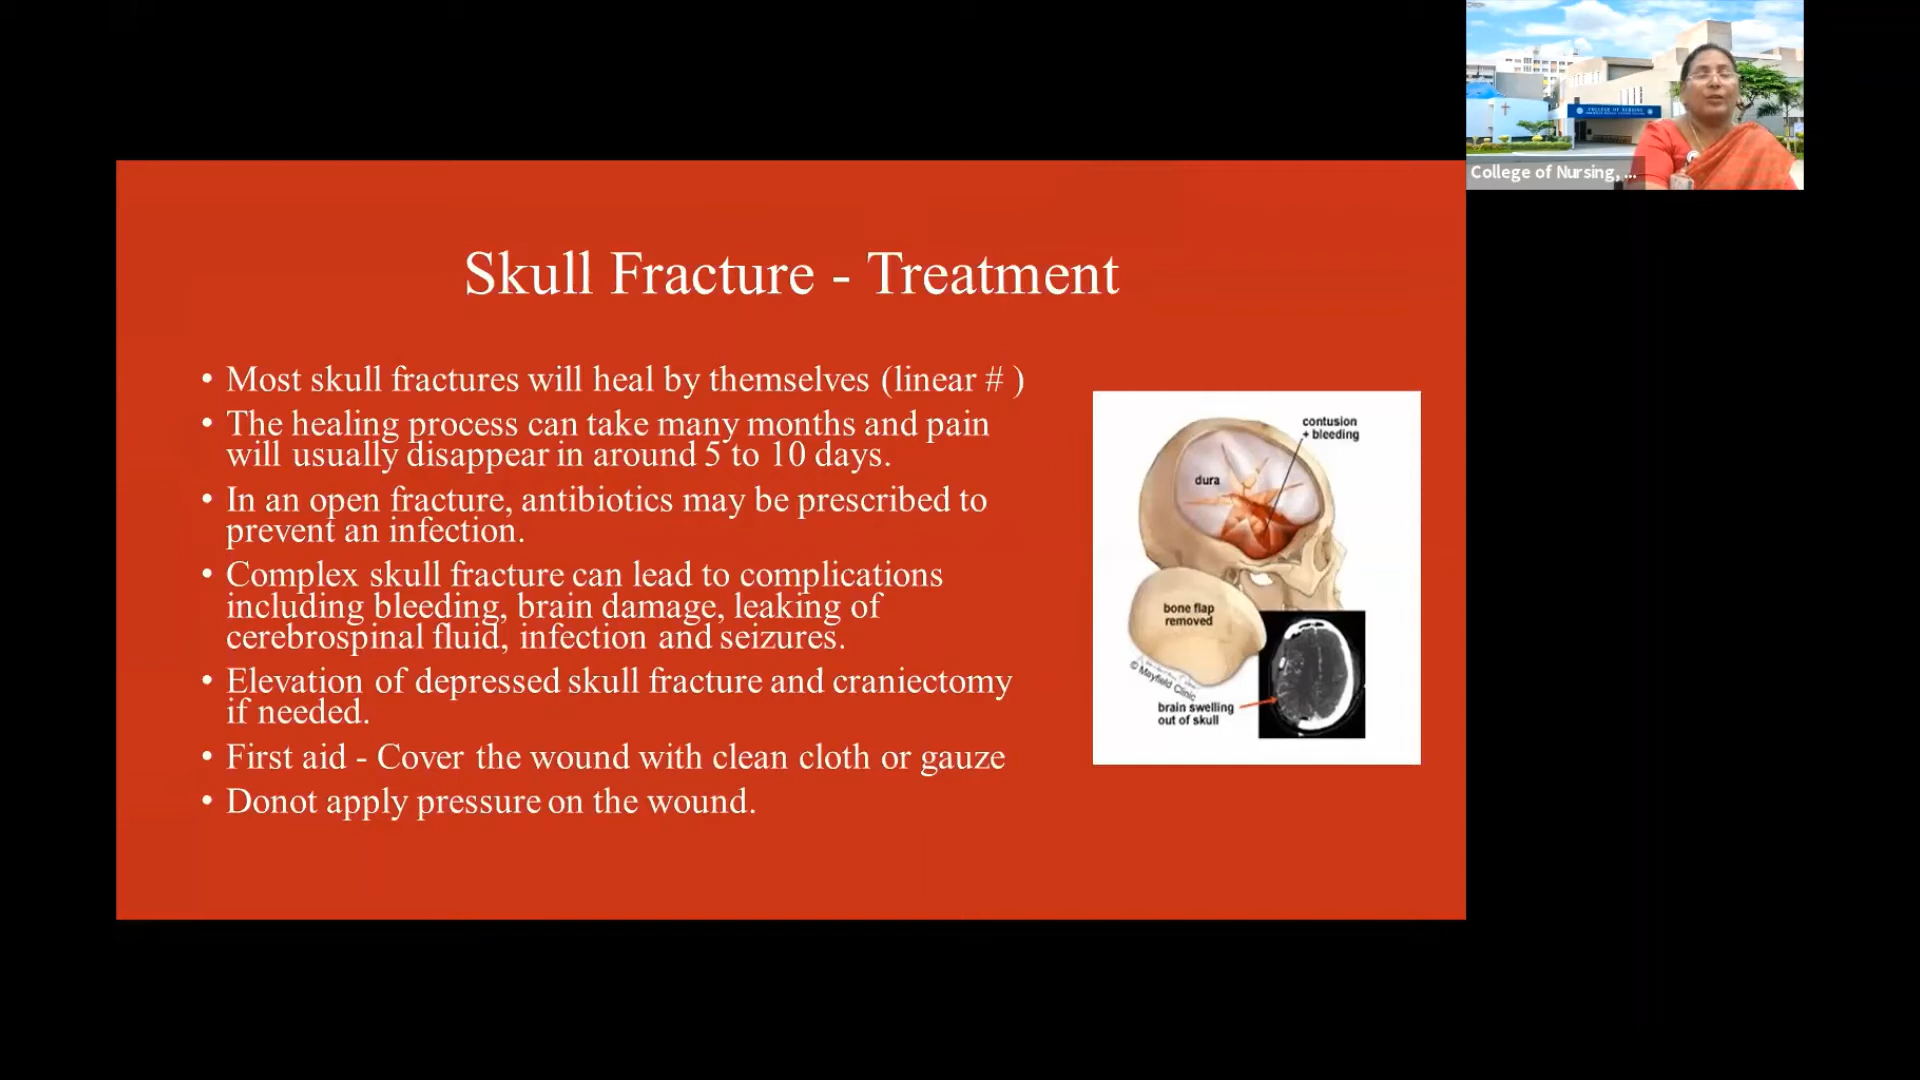 College of Nursing, ...
COLLEGE OF NURSING
Skull Fracture - Treatment
• Most skull fractures will heal by themselves (linear # )
• The healing process can take many months and pain
will usually disappear in around 5 to 10 days.
• In an open fracture, antibiotics may be prescribed to
prevent an infection.
• Complex skull fracture can lead to complications
including bleeding, brain damage, leaking of
cerebrospinal fluid, infection and seizures.
• Elevation of depressed skull fracture and craniectomy
if needed.
• First aid - Cover the wound with clean cloth or gauze
• Donot apply pressure on the wound.
contusion
+ bleeding
dura
bone flap
removed
© Mayfield Clinic
brain swelling
out of skull